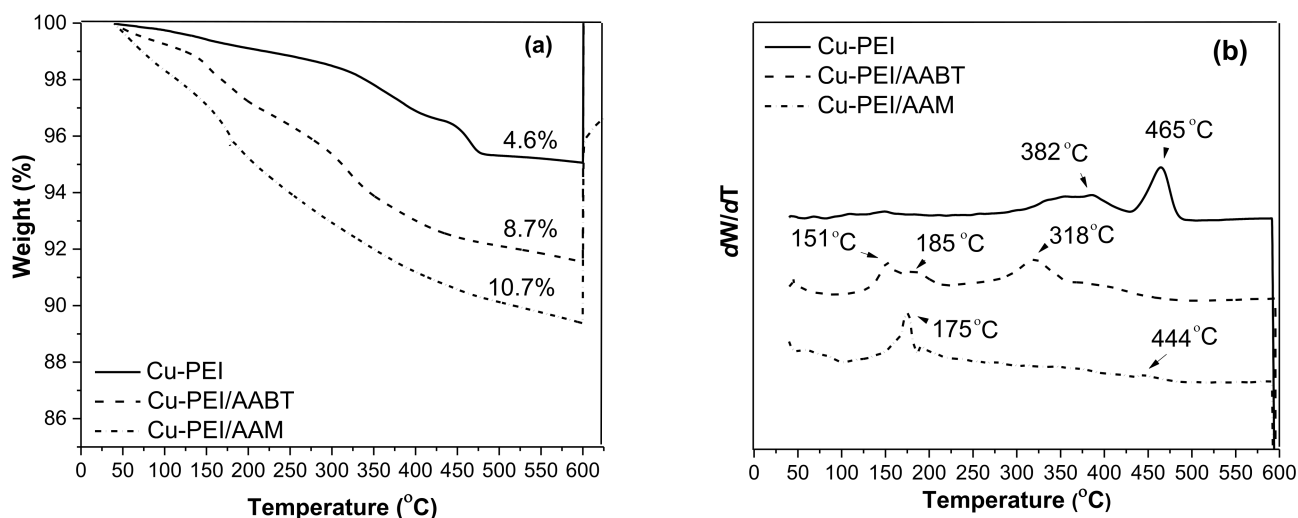 (a)
Weight (%)
100
98
96
94
92
90
88
86
4.6%
8.7%
10.7%
Cu-PEI
Cu-PEI/AABT
Cu-PEI/AAM
0 50 100 150 200 250 300 350 400 450 500 550 600
Temperature (°C)
(b)
Cu-PEI
Cu-PEI/AABT
Cu-PEI/AAM
dW/dT
465°C
382°C
151°C
185°C
318°C
175°C
444°C
0 50 100 150 200 250 300 350 400 450 500 550 600
Temperature (°C)